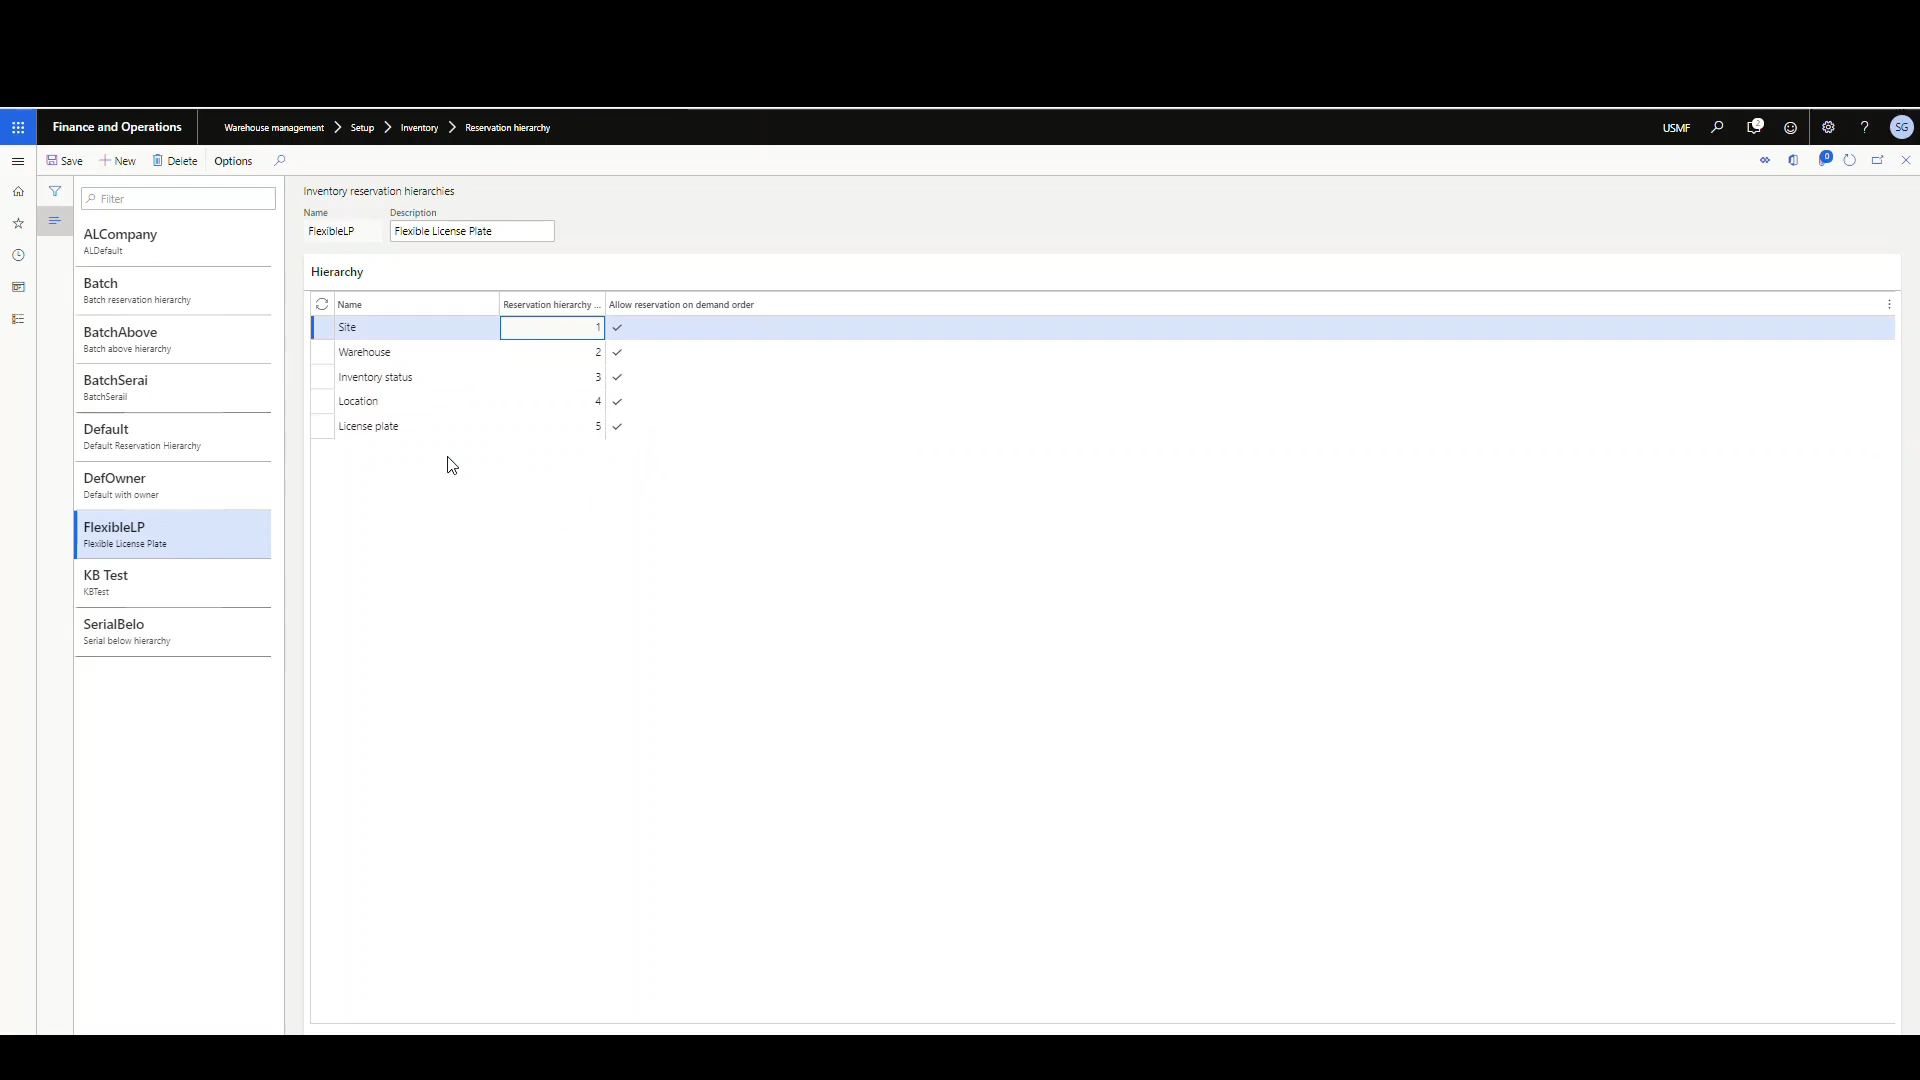 Finance and Operations
Warehouse management > Setup > Inventory > Reservation hierarchy
USMF
2
?
SG
Save
New
Delete
Options
0
Filter
ALCompany
ALDefault
Batch
Batch reservation hierarchy
BatchAbove
Batch above hierarchy
BatchSerai
BatchSerail
Default
Default Reservation Hierarchy
DefOwner
Default with owner
FlexibleLP
Flexible License Plate
KB Test
KBTest
SerialBelo
Serial below hierarchy
Inventory reservation hierarchies
Name Description
FlexibleLP Flexible License Plate
Hierarchy
Name Reservation hierarchy ... Allow reservation on demand order
Site 1
Warehouse 2
Inventory status 3
Location 4
License plate 5